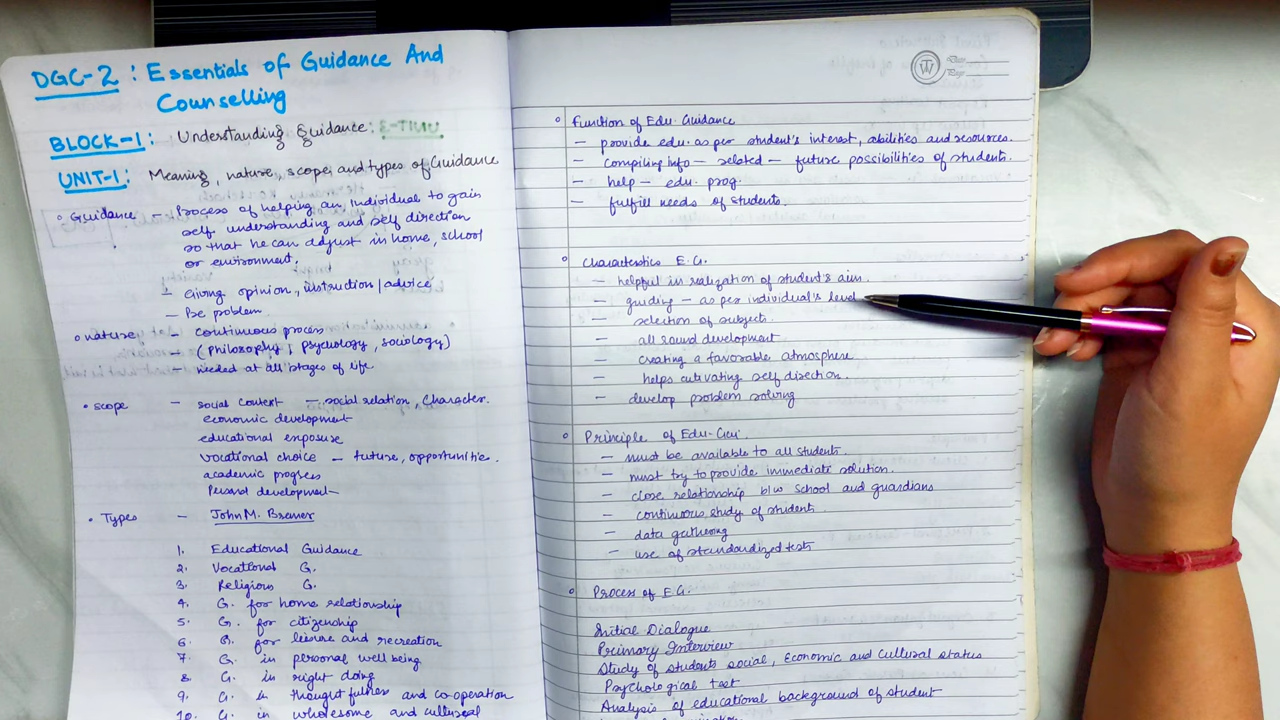 DGC-2 : Essentials of Guidance And
Counselling
BLOCK-1: Understanding Guidance:
UNIT-1: Meaning, nature, scope, and types of Guidance
Guidance — Process of helping an individual to gain
self understanding and self direction
so that he can adjust in home, school
or environment.
— Giving opinion, instruction/advice
— Be problem
nature — continuous process
— (Philosophy, psychology, sociology)
— needed at all stages of life
• scope — social context — social relation, character.
economic development
educational exposure
vocational choice — future, opportunities.
academic progress
Personal development
• Types — John M. Brewer
1. Educational Guidance
2. Vocational G.
3. Religious G.
4. G. for home relationship
5. G. for citizenship
6. G. for leisure and recreation
7. G. in personal well being
8. G. in right doing
9. G. in thoughtfulness and co-operation
10. G. in wholesome and cultural
Date
Page
Function of Edu. Guidance
— provide edu. as per student's interest, abilities and resources.
— compiling info — related — future possibilities of students.
— help — edu. prog.
— fulfill needs of students.
Characteristics E.G.
— helpful in realization of student's aim.
— guiding — as per individual's level
— selection of subject.
— all sound development
— creating a favorable atmosphere.
— helps cutivating self direction.
— develop problem solving
Principle of Edu-Gui.
— must be available to all students.
— must try to provide immediate solution.
— close relationship b/w school and guardians
— continuous study of student.
— data gathering
— use of standardized tests
Process of E.G.
Initial Dialogue
Primary Interview
Study of students social, Economic and Cultural status
Psychological test
Analysis of educational background of student